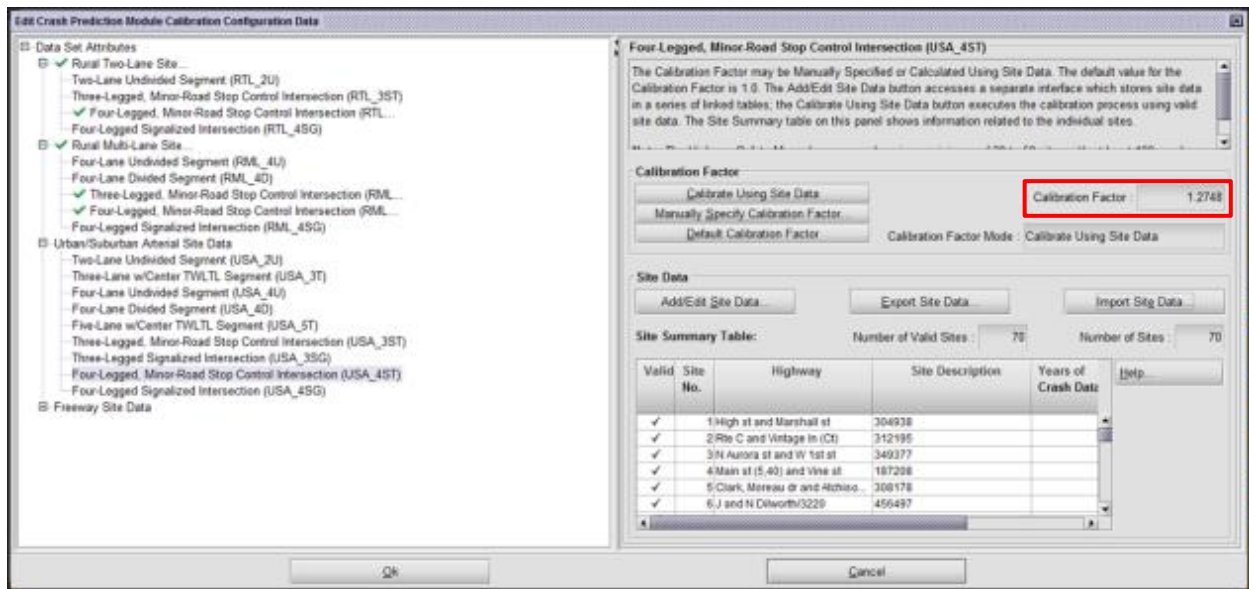 Edit Crash Prediction Module Calibration Configuration Data
Data Set Attributes
Rural Two-Lane Site...
Two-Lane Undivided Segment (RTL_2U)
Three-Legged, Minor-Road Stop Control Intersection (RTL_3ST)
Four-Legged, Minor-Road Stop Control Intersection (RTL...
Four-Legged Signalized Intersection (RTL_4SG)
Rural Multi-Lane Site...
Four-Lane Undivided Segment (RML_4U)
Four-Lane Divided Segment (RML_4D)
Three-Legged, Minor-Road Stop Control Intersection (RML...
Four-Legged, Minor-Road Stop Control Intersection (RML...
Four-Legged Signalized Intersection (RML_4SG)
Urban/Suburban Arterial Site Data
Two-Lane Undivided Segment (USA_2U)
Three-Lane w/Center TWLTL Segment (USA_3T)
Four-Lane Undivided Segment (USA_4U)
Four-Lane Divided Segment (USA_4D)
Five-Lane w/Center TWLTL Segment (USA_5T)
Three-Legged, Minor-Road Stop Control Intersection (USA_3ST)
Three-Legged Signalized Intersection (USA_3SG)
Four-Legged, Minor-Road Stop Control Intersection (USA_4ST)
Four-Legged Signalized Intersection (USA_4SG)
Freeway Site Data
Four-Legged, Minor-Road Stop Control Intersection (USA_4ST)
The Calibration Factor may be Manually Specified or Calculated Using Site Data. The default value for the
Calibration Factor is 1.0. The Add/Edit Site Data button accesses a separate interface which stores site data
in a series of linked tables; the Calibrate Using Site Data button executes the calibration process using valid
site data. The Site Summary table on this panel shows information related to the individual sites.
Calibration Factor
Calibrate Using Site Data
Calibration Factor : 1.2748
Manually Specify Calibration Factor...
Default Calibration Factor
Calibration Factor Mode : Calibrate Using Site Data
Site Data
Add/Edit Site Data... Export Site Data... Import Site Data...
Site Summary Table: Number of Valid Sites : 70 Number of Sites : 70
Valid Site No. Highway Site Description Years of Crash Data Help...
✓ 1 High st and Marshall st 304938
✓ 2 Rte C and Vintage ln (Ct) 312195
✓ 3 N Aurora st and W 1st st 349377
✓ 4 Main st (5,40) and Vine st 187208
✓ 5 Clark, Moreau dr and Atchiso... 308178
✓ 6 J and N Dilworth/3220 456497
Ok Cancel